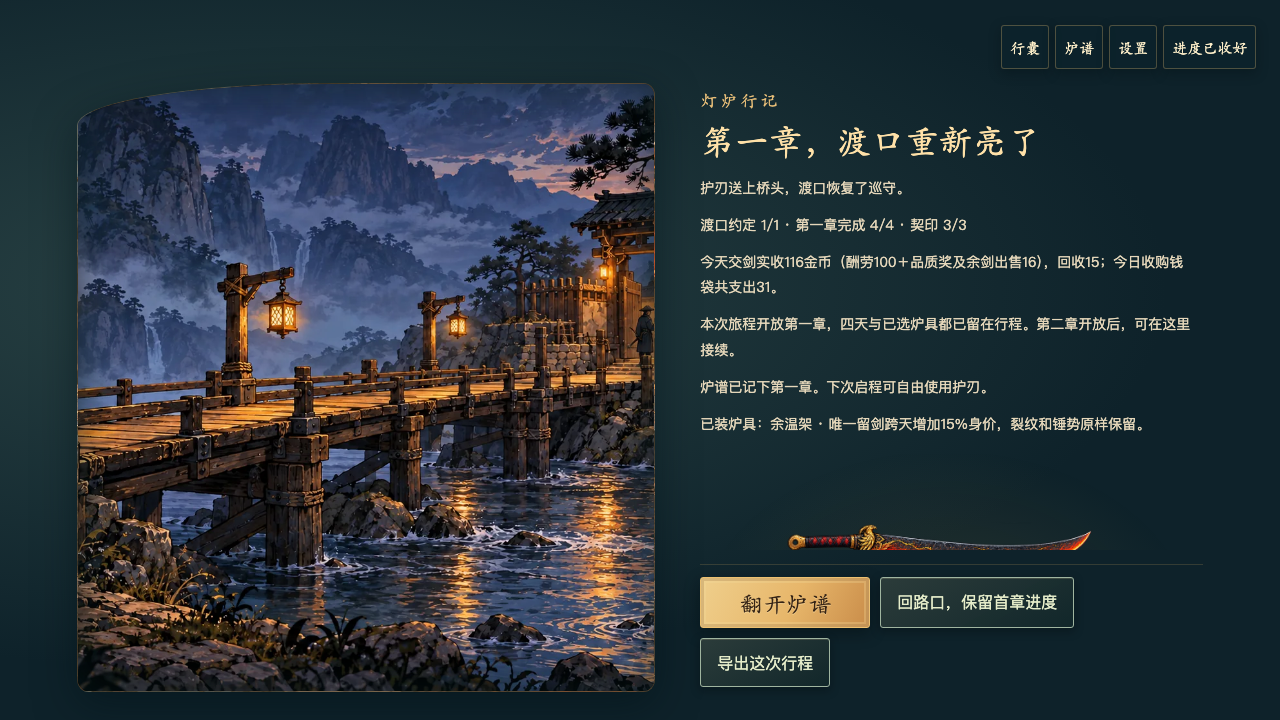 行囊
炉谱
设置
进度已收好
灯炉行记
第一章，渡口重新亮了
护刃送上桥头，渡口恢复了巡守。
渡口约定 1/1 · 第一章完成 4/4 · 契印 3/3
今天交剑实收116金币（酬劳100＋品质奖及余剑出售16），回收15；今日收购钱
袋共支出31。
本次旅程开放第一章，四天与已选炉具都已留在行程。第二章开放后，可在这里
接续。
炉谱已记下第一章。下次启程可自由使用护刃。
已装炉具：余温架 · 唯一留剑跨天增加15%身价，裂纹和锤势原样保留。
翻开炉谱
回路口，保留首章进度
导出这次行程